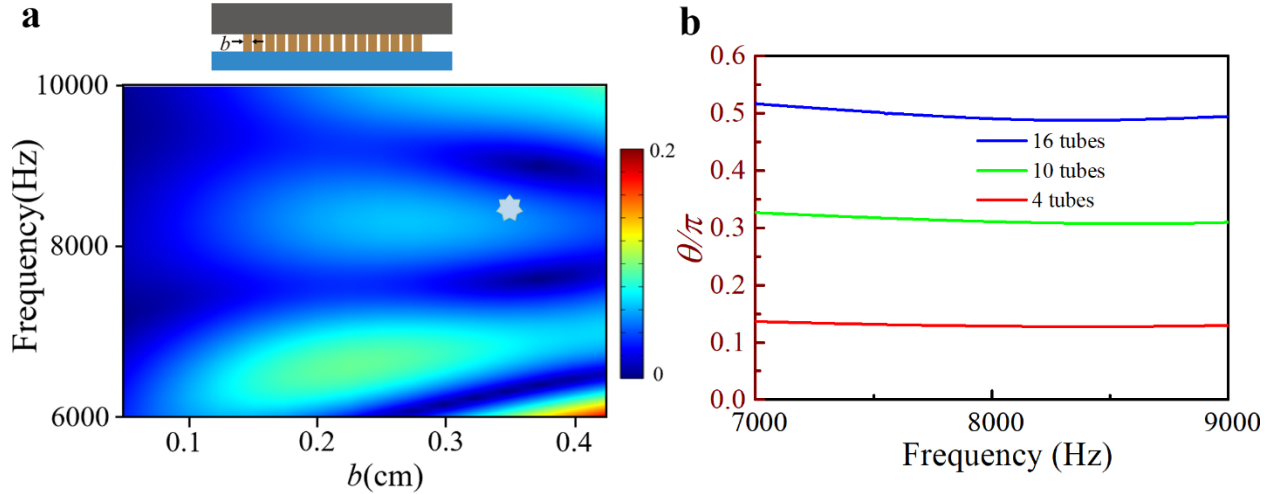 a
b
10000
8000
6000
Frequency(Hz)
0.1 0.2 0.3 0.4
b(cm)
0.2
0
b
0.6
0.5
0.4
0.3
0.2
0.1
0.0
θ/π
16 tubes
10 tubes
4 tubes
7000 8000 9000
Frequency (Hz)